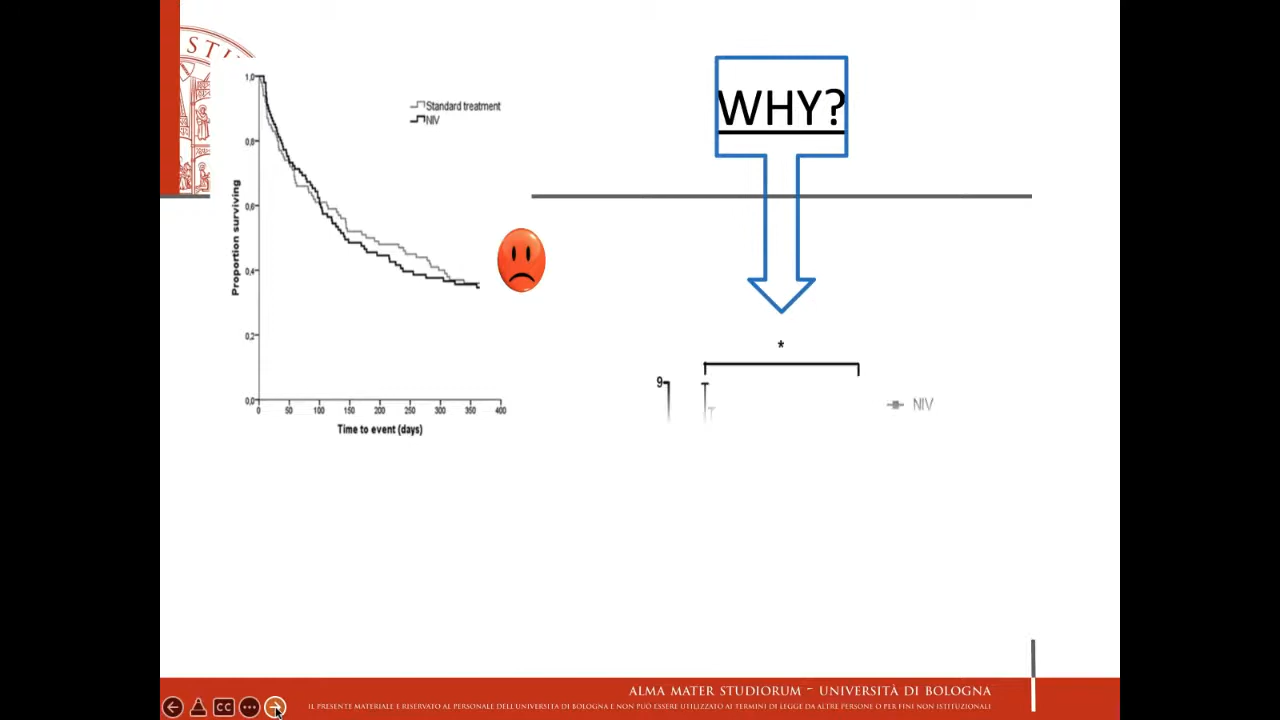 STI
1,0
0,8
0,6
0,4
0,2
0,0
Proportion surviving
Standard treatment
NIV
0 50 100 150 200 250 300 350 400
Time to event (days)
WHY?
*
9
NIV
CC
ALMA MATER STUDIORUM - UNIVERSITÀ DI BOLOGNA
IL PRESENTE MATERIALE È RISERVATO AL PERSONALE DELL'UNIVERSITÀ DI BOLOGNA E NON PUÒ ESSERE UTILIZZATO AI TERMINI DI LEGGE DA ALTRE PERSONE O PER FINI NON ISTITUZIONALI